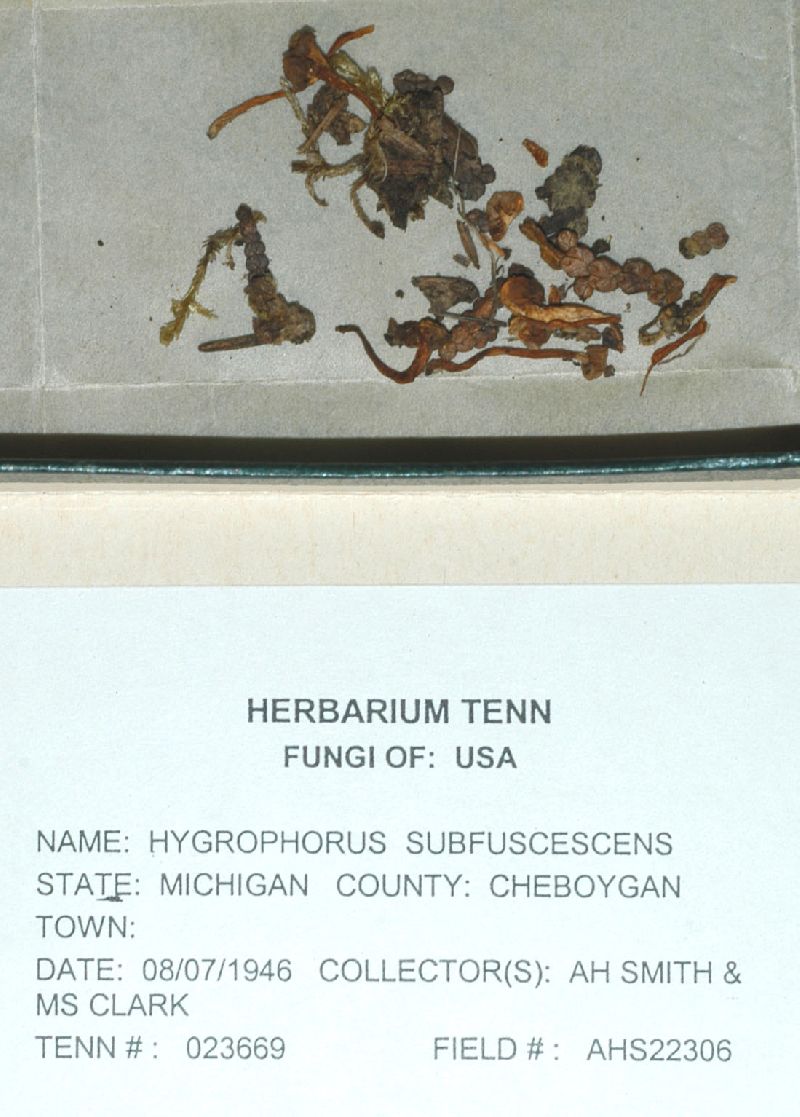 HERBARIUM TENN
FUNGI OF: USA
NAME: HYGROPHORUS SUBFUSCESCENS
STATE: MICHIGAN COUNTY: CHEBOYGAN
TOWN:
DATE: 08/07/1946 COLLECTOR(S): AH SMITH &
MS CLARK
TENN # : 023669 FIELD # : AHS22306